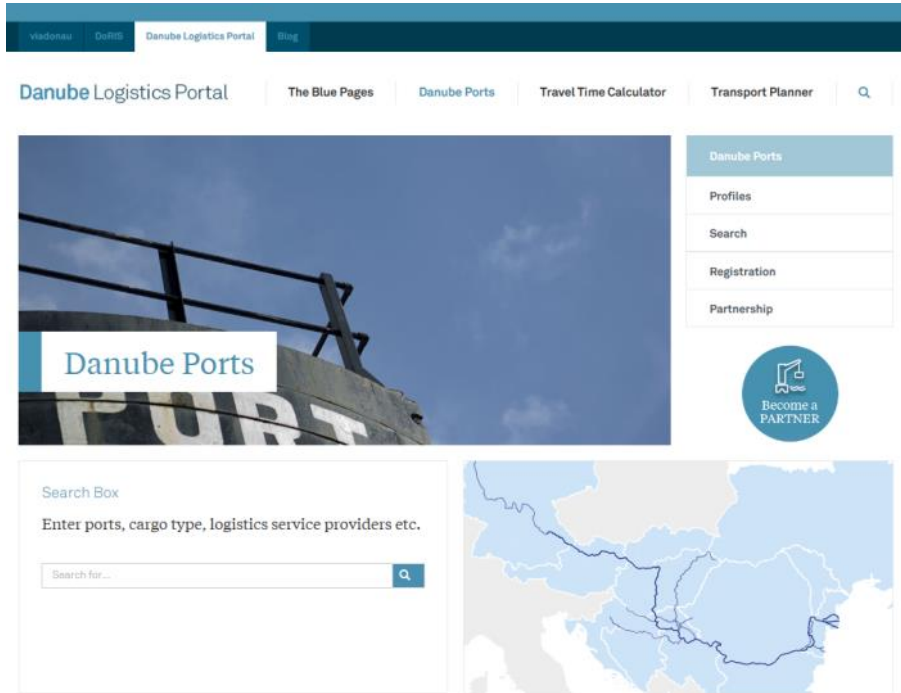 viadonau DoRIS Danube Logistics Portal Blog
Danube Logistics Portal The Blue Pages Danube Ports Travel Time Calculator Transport Planner
Danube Ports
Profiles
Search
Registration
Partnership
Danube Ports
PORT
Become a
PARTNER
Search Box
Enter ports, cargo type, logistics service providers etc.
Search for...